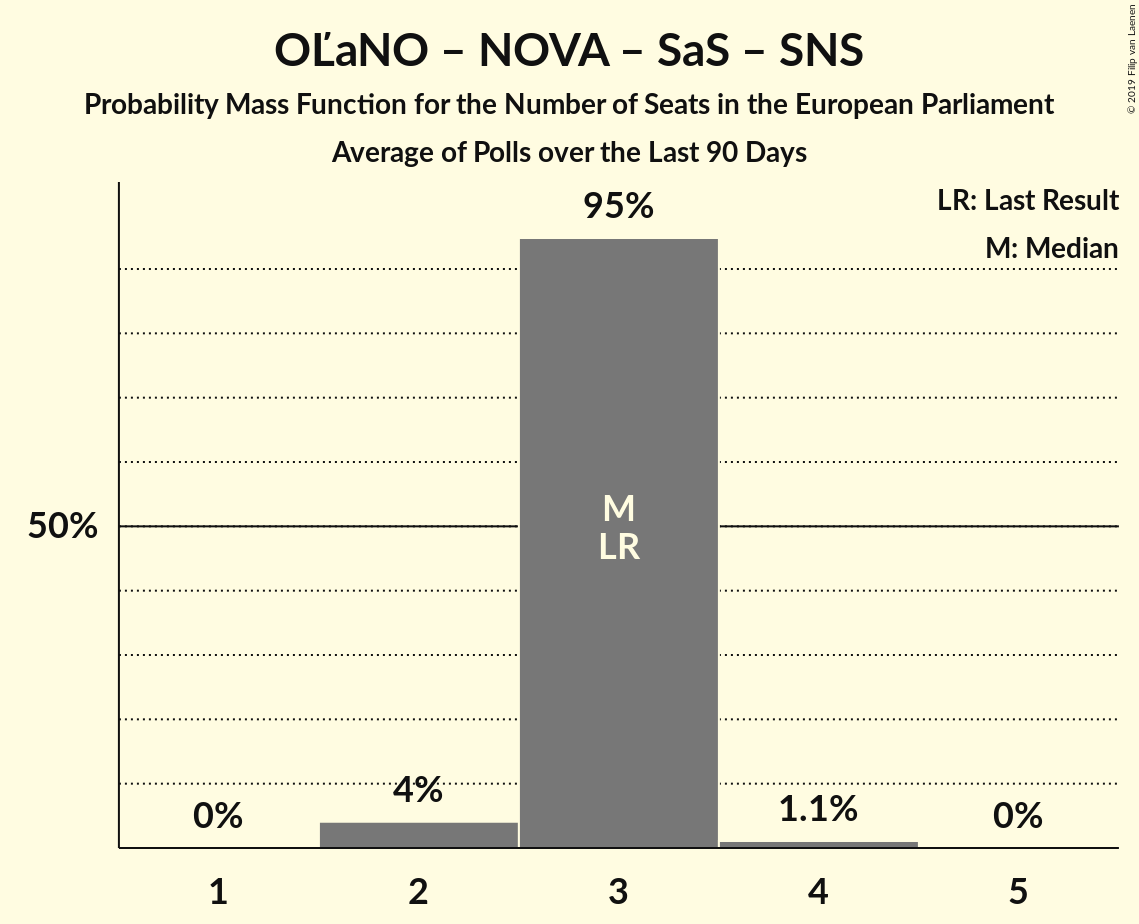 OĽaNO – NOVA – SaS – SNS
Probability Mass Function for the Number of Seats in the European Parliament
Average of Polls over the Last 90 Days
© 2019 Filip van Laenen
LR: Last Result
M: Median
95%
M
LR
50%
0%
4%
1.1%
0%
1
2
3
4
5